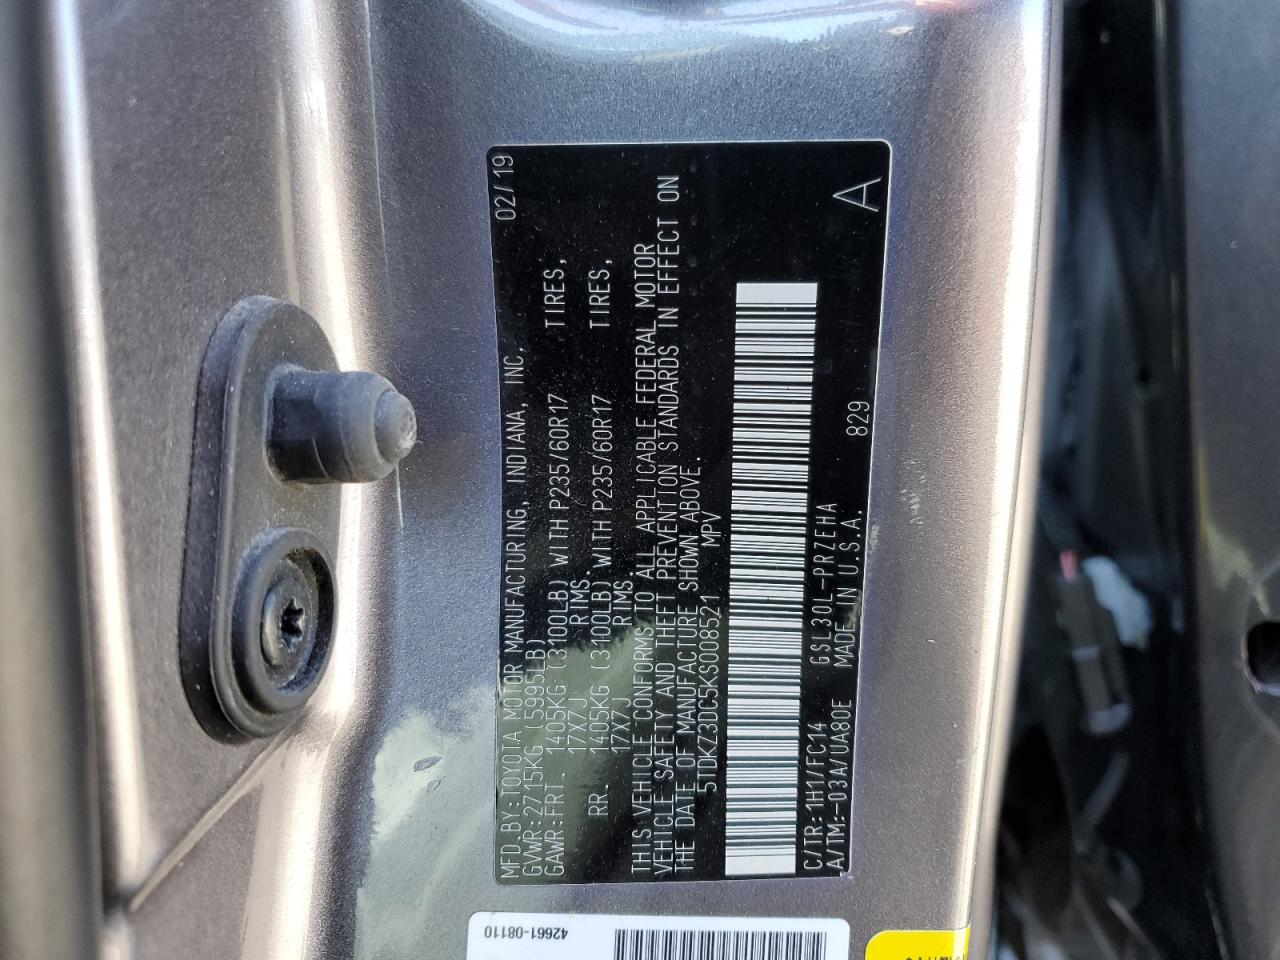 MFD.BY:TOYOTA MOTOR MANUFACTURING, INDIANA, INC. 02/19
GVWR:2715KG (5995LB)
GAWR:FRT. 1405KG (3100LB) WITH P235/60R17 TIRES,
17X7J RIMS,
RR. 1405KG (3100LB) WITH P235/60R17 TIRES,
17X7J RIMS.
THIS VEHICLE CONFORMS TO ALL APPLICABLE FEDERAL MOTOR
VEHICLE SAFETY AND THEFT PREVENTION STANDARDS IN EFFECT ON
THE DATE OF MANUFACTURE SHOWN ABOVE.
5TDKZ3DC5KS008521 MPV
C/TR:1H1/FC14 GSL30L-PRZEHA
A/TM:-03A/UA80E MADE IN U.S.A. 829 A
42661-08110